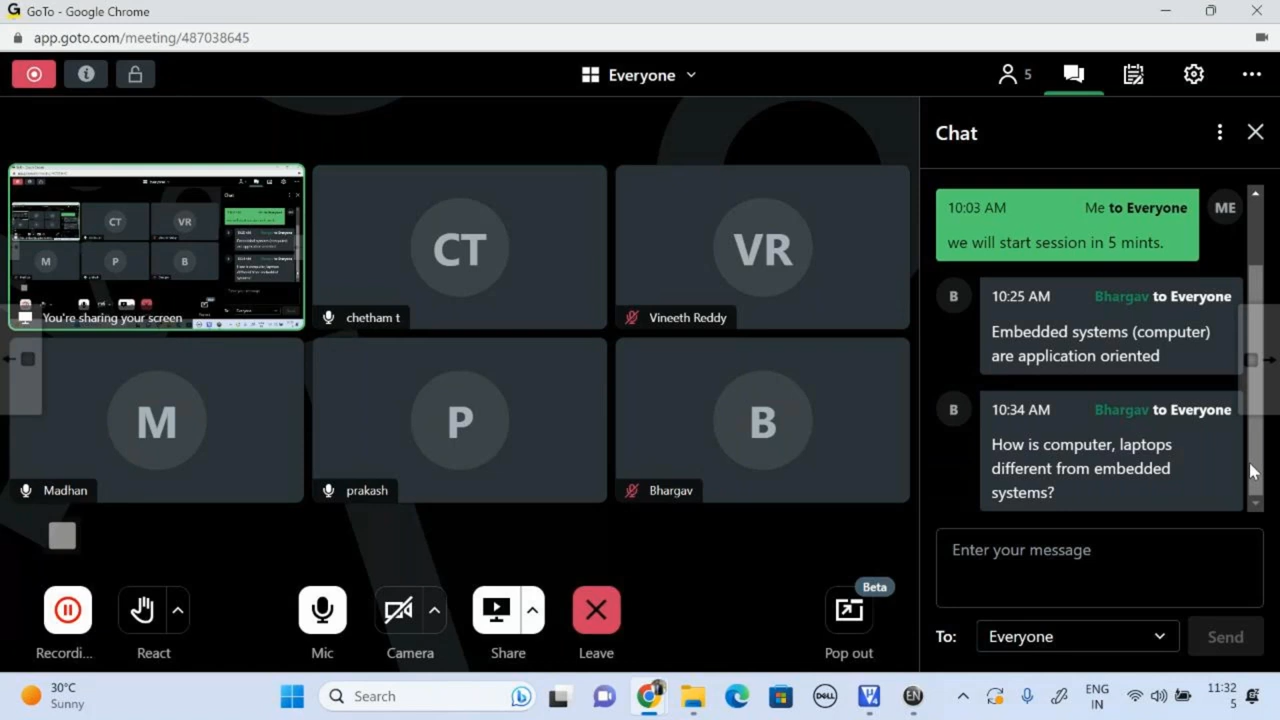 GoTo - Google Chrome
app.goto.com/meeting/487038645
Everyone
5
Chat
10:03 AM Me to Everyone
ME
we will start session in 5 mints.
B
10:25 AM Bhargav to Everyone
Embedded systems (computer)
are application oriented
B
10:34 AM Bhargav to Everyone
How is computer, laptops
different from embedded
systems?
CT
VR
M
P
B
You're sharing your screen
CT
chetham t
VR
Vineeth Reddy
M
Madhan
P
prakash
B
Bhargav
Enter your message
To: Everyone Send
Beta
Recordi...
React
Mic
Camera
Share
Leave
Pop out
30°C
Sunny
Search
DELL
EN
ENG
IN
11:32
5